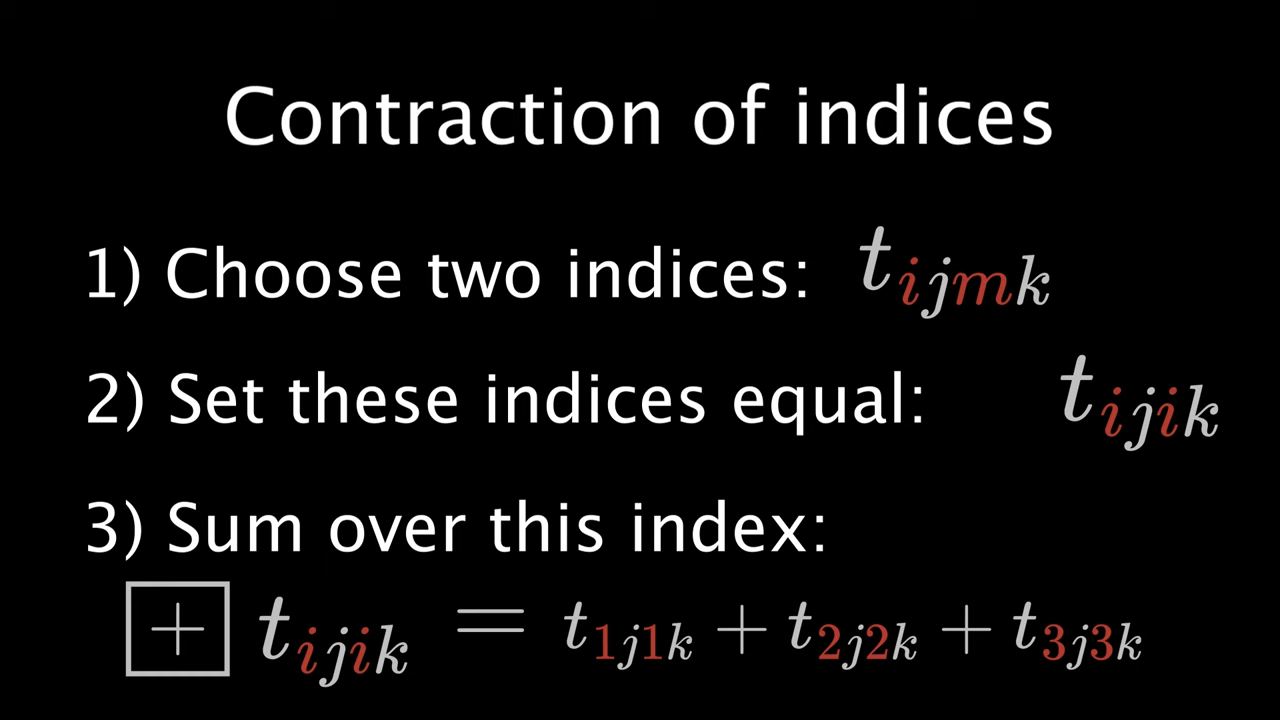 Contraction of indices
1) Choose two indices: t_{ijmk}
2) Set these indices equal: t_{ijik}
3) Sum over this index:
+ t_{ijik} = t_{1j1k} + t_{2j2k} + t_{3j3k}